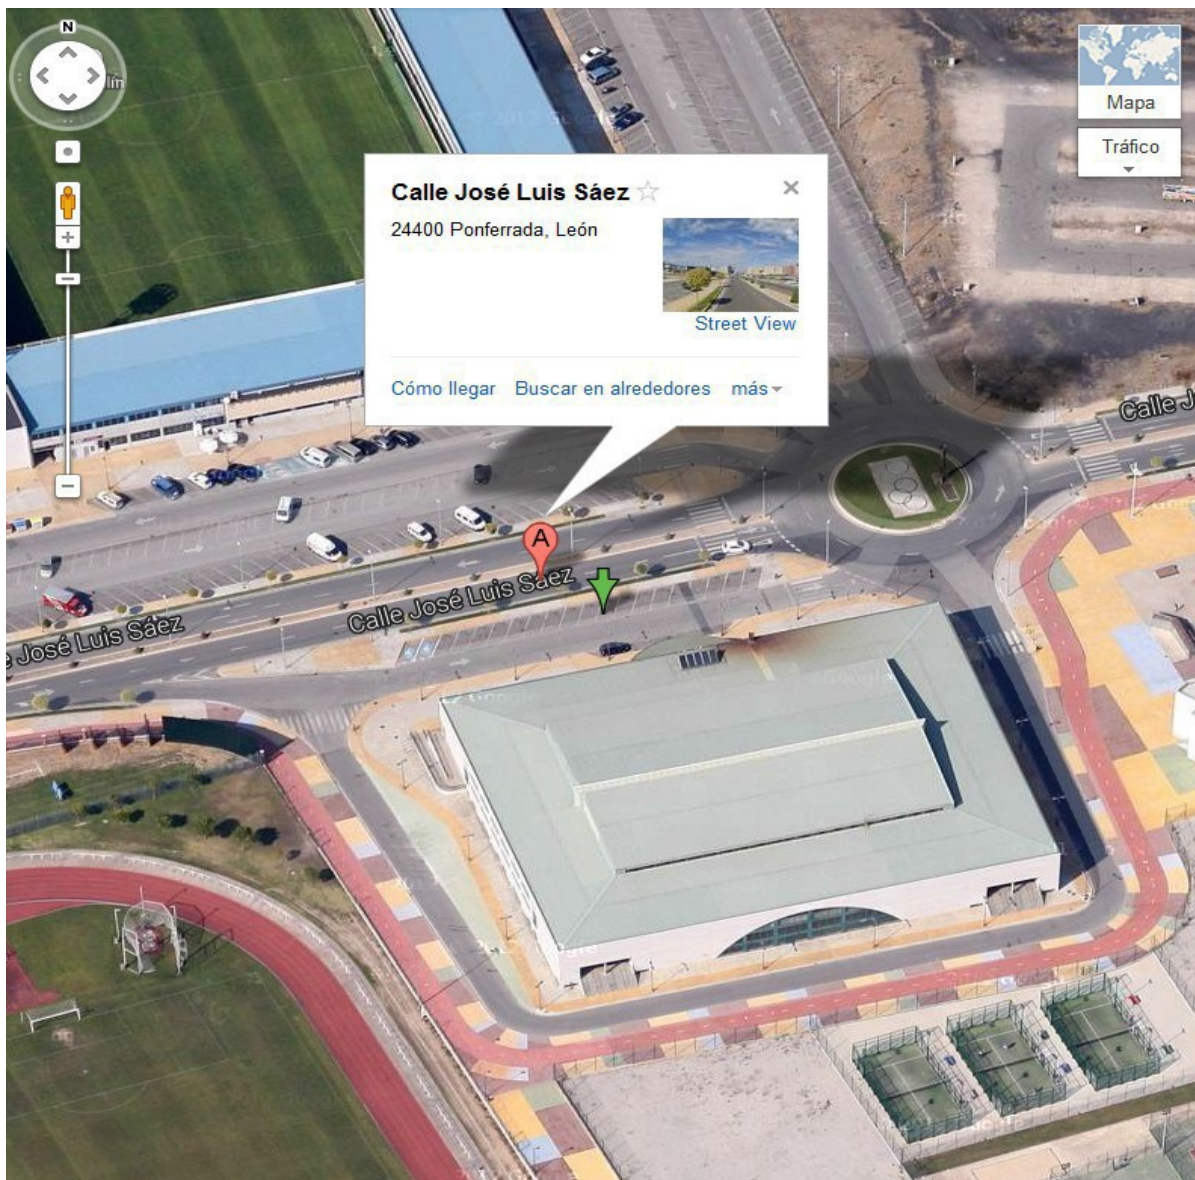 N
lín
Mapa
Tráfico
Calle José Luis Sáez
24400 Ponferrada, León
Street View
Cómo llegar Buscar en alrededores más
Calle J
A
Calle José Luis Sáez
e José Luis Sáez